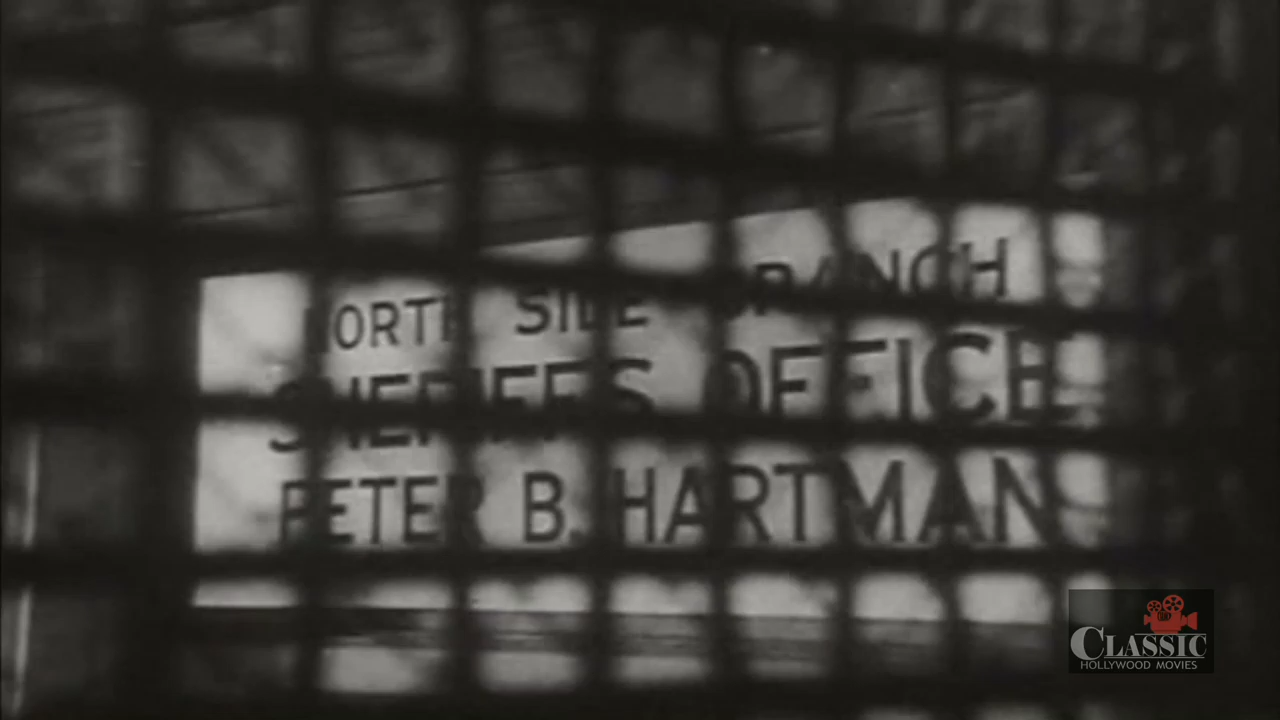 NORTH SIDE BRANCH
SHERIFFS OFFICE
PETER B. HARTMAN
CLASSIC
HOLLYWOOD MOVIES